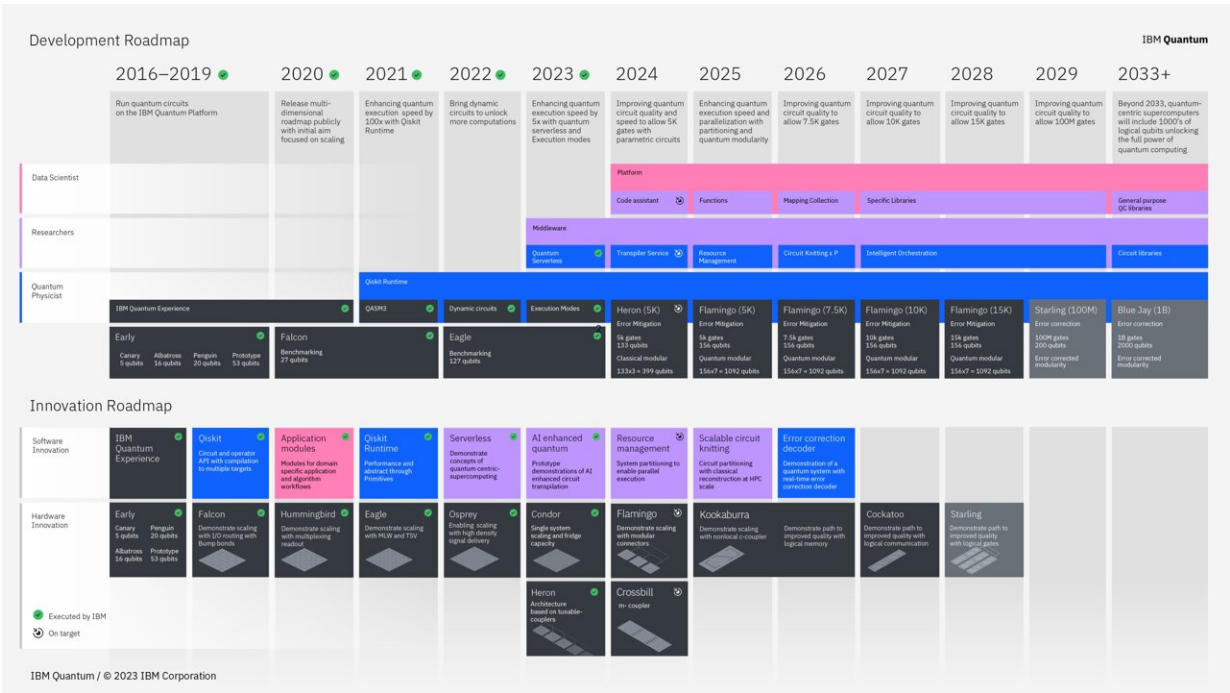 Development Roadmap
IBM Quantum
2016–2019
2020
2021
2022
2023
2024
2025
2026
2027
2028
2029
2033+
Run quantum circuits
on the IBM Quantum Platform
Release multi-
dimensional
roadmap publicly
with initial aim
focused on scaling
Enhancing quantum
execution speed by
100x with Qiskit
Runtime
Bring dynamic
circuits to unlock
more computations
Enhancing quantum
execution speed by
5x with quantum
serverless and
Execution modes
Improving quantum
circuit quality and
speed to allow 5K
gates with
parametric circuits
Enhancing quantum
execution speed and
parallelization with
partitioning and
quantum modularity
Improving quantum
circuit quality to
allow 7.5K gates
Improving quantum
circuit quality to
allow 10K gates
Improving quantum
circuit quality to
allow 15K gates
Improving quantum
circuit quality to
allow 100M gates
Beyond 2033, quantum-
centric supercomputers
will include 1000's of
logical qubits unlocking
the full power of
quantum computing
Data Scientist
Platform
Code assistant
Functions
Mapping Collection
Specific Libraries
General purpose
QC libraries
Researchers
Middleware
Quantum
Serverless
Transpiler Service
Resource
Management
Circuit Knitting x P
Intelligent Orchestration
Circuit libraries
Quantum
Physicist
Qiskit Runtime
IBM Quantum Experience
QASM3
Dynamic circuits
Execution Modes
Early
Canary
5 qubits
Albatross
16 qubits
Penguin
20 qubits
Prototype
53 qubits
Falcon
Benchmarking
27 qubits
Eagle
Benchmarking
127 qubits
Heron (5K)
Error Mitigation
5k gates
133 qubits
Classical modular
133x3 = 399 qubits
Flamingo (5K)
Error Mitigation
5k gates
156 qubits
Quantum modular
156x7 = 1092 qubits
Flamingo (7.5K)
Error Mitigation
7.5k gates
156 qubits
Quantum modular
156x7 = 1092 qubits
Flamingo (10K)
Error Mitigation
10k gates
156 qubits
Quantum modular
156x7 = 1092 qubits
Flamingo (15K)
Error Mitigation
15k gates
156 qubits
Quantum modular
156x7 = 1092 qubits
Starling (100M)
Error correction
100M gates
200 qubits
Error corrected
modularity
Blue Jay (1B)
Error correction
1B gates
2000 qubits
Error corrected
modularity
Innovation Roadmap
Software
Innovation
IBM
Quantum
Experience
Qiskit
Circuit and operator
API with compilation
to multiple targets
Application
modules
Modules for domain
specific application
and algorithm
workflows
Qiskit
Runtime
Performance and
abstract through
Primitives
Serverless
Demonstrate
concepts of
quantum centric-
supercomputing
AI enhanced
quantum
Prototype
demonstrations of AI
enhanced circuit
transpilation
Resource
management
System partitioning to
enable parallel
execution
Scalable circuit
knitting
Circuit partitioning
with classical
reconstruction at HPC
scale
Error correction
decoder
Demonstration of a
quantum system with
real-time error
correction decoder
Hardware
Innovation
Early
Canary
5 qubits
Penguin
20 qubits
Albatross
16 qubits
Prototype
53 qubits
Falcon
Demonstrate scaling
with I/O routing with
Bump bonds
Hummingbird
Demonstrate scaling
with multiplexing
readout
Eagle
Demonstrate scaling
with MLW and TSV
Osprey
Enabling scaling
with high density
signal delivery
Condor
Single system
scaling and fridge
capacity
Flamingo
Demonstrate scaling
with modular
connectors
Kookaburra
Demonstrate scaling
with nonlocal c-coupler
Demonstrate path to
improved quality with
logical memory
Cockatoo
Demonstrate path to
improved quality with
logical communication
Starling
Demonstrate path to
improved quality
with logical gates
Heron
Architecture
based on tunable-
couplers
Crossbill
m- coupler
Executed by IBM
On target
IBM Quantum / © 2023 IBM Corporation